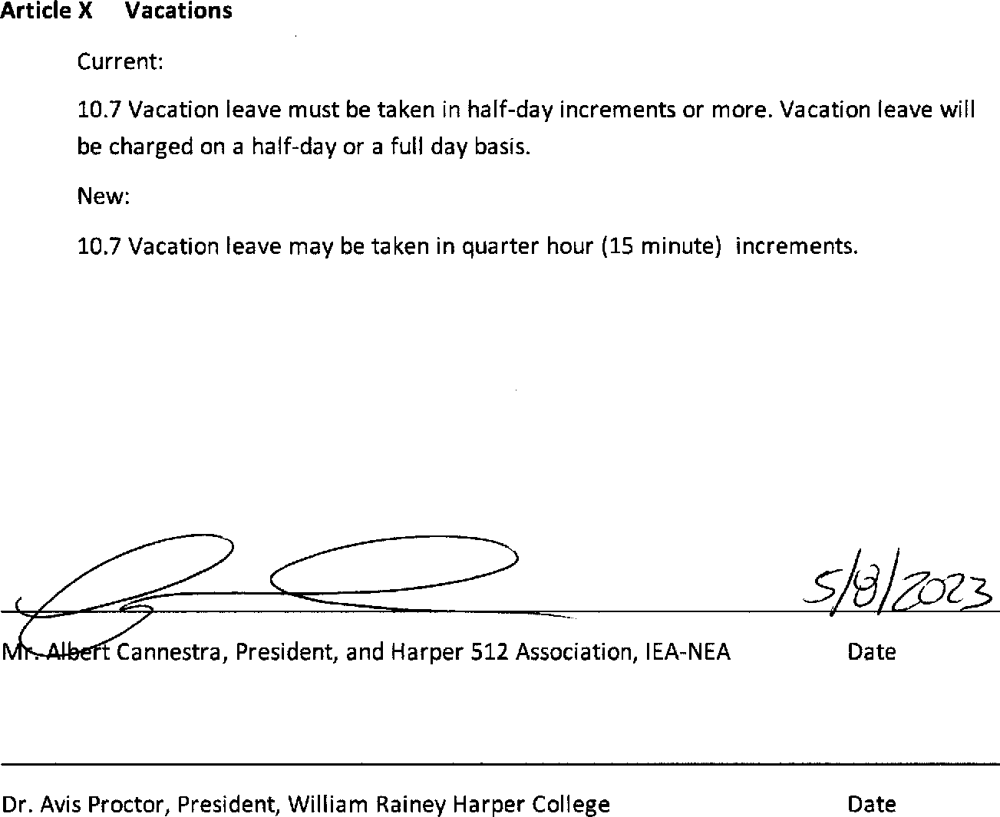 Article X Vacations
Current:
10.7 Vacation leave must be taken in half-day increments or more. Vacation leave will
be charged on a half-day or a full day basis.
New:
10.7 Vacation leave may be taken in quarter hour (15 minute) increments.
5/8/2023
Mr. Albert Cannestra, President, and Harper 512 Association, IEA-NEA Date
Dr. Avis Proctor, President, William Rainey Harper College Date